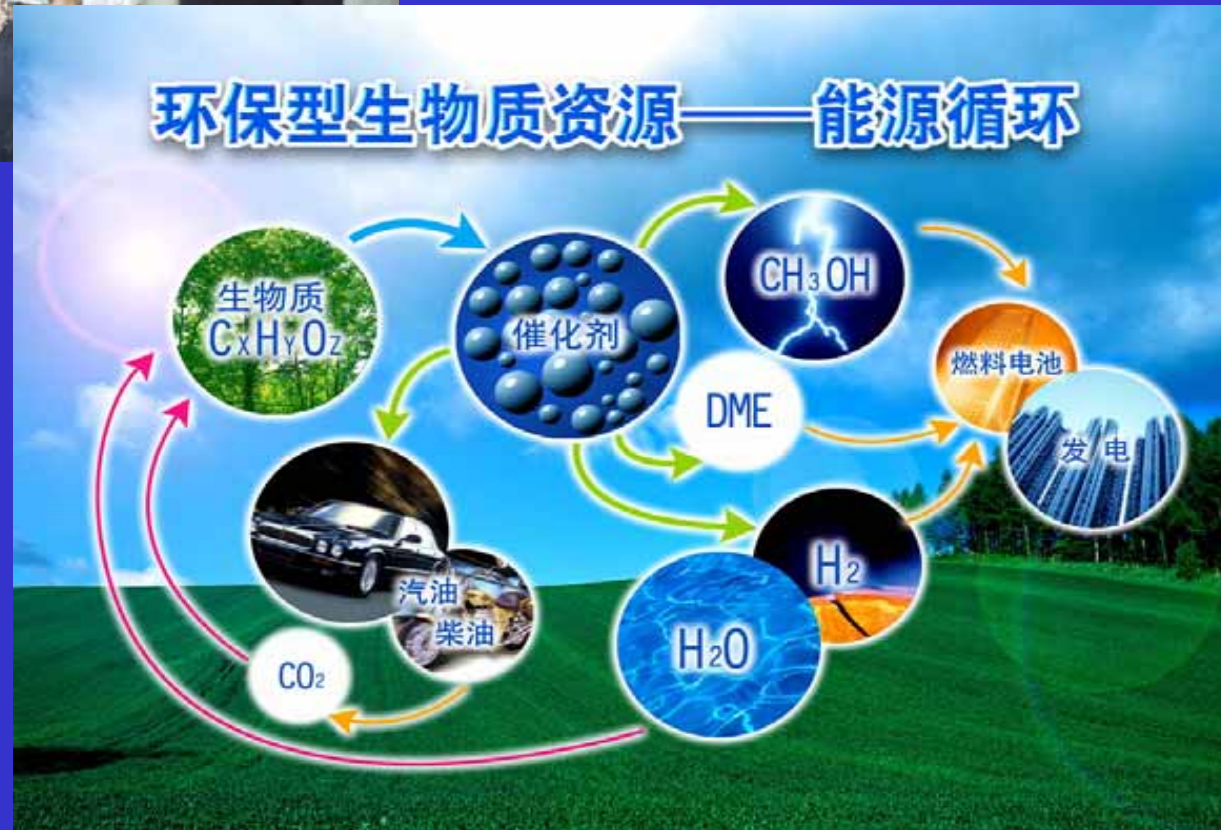 环保型生物质资源——能源循环
生物质
CXHYOZ
催化剂
CH3OH
燃料电池
DME
发电
汽油
柴油
H2
H2O
CO2